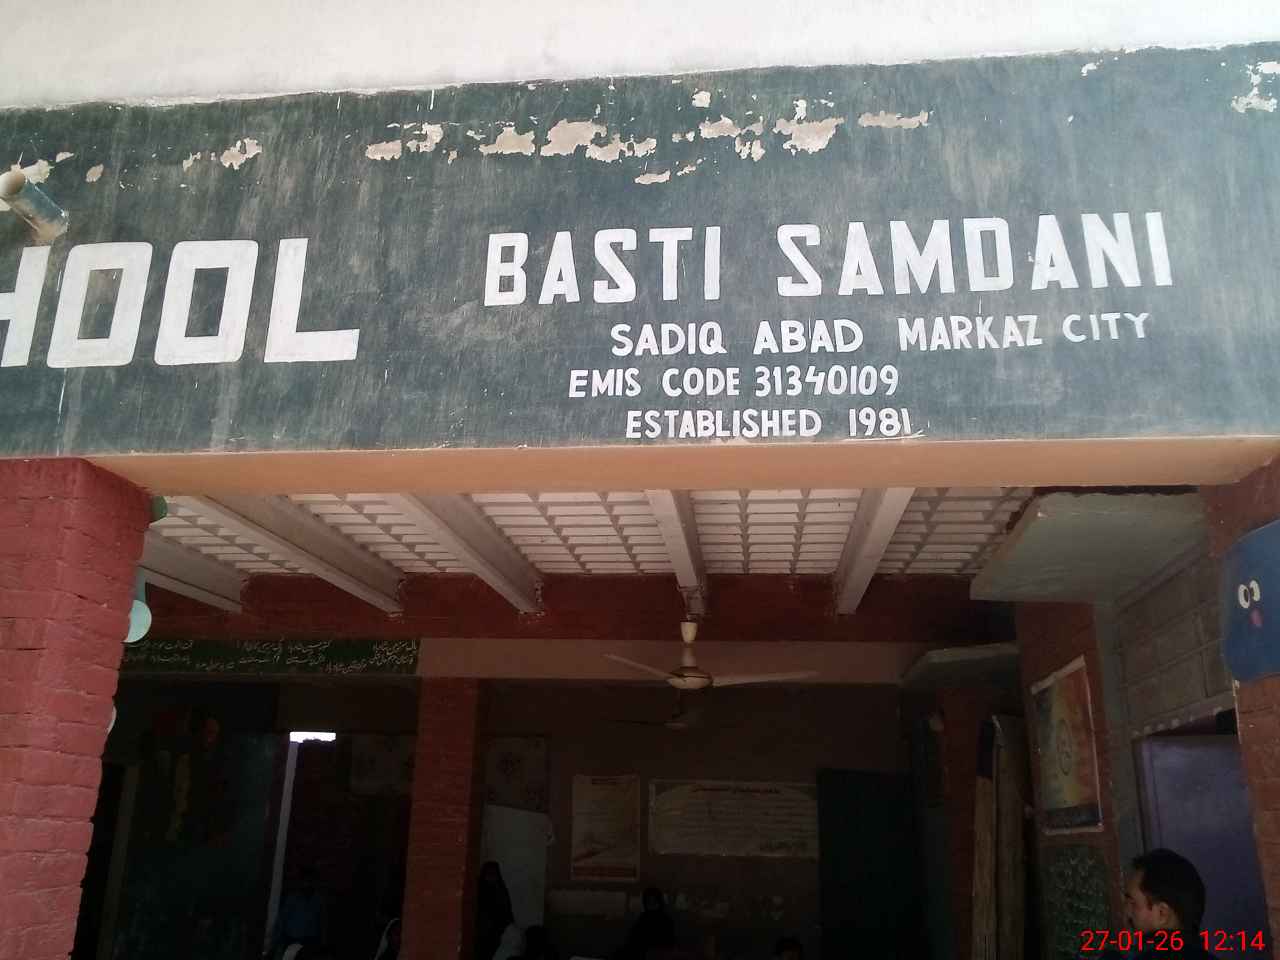 HOOL
BASTI SAMDANI
SADIQ ABAD MARKAZ CITY
EMIS CODE 31340109
ESTABLISHED 1981
27-01-26 12:14